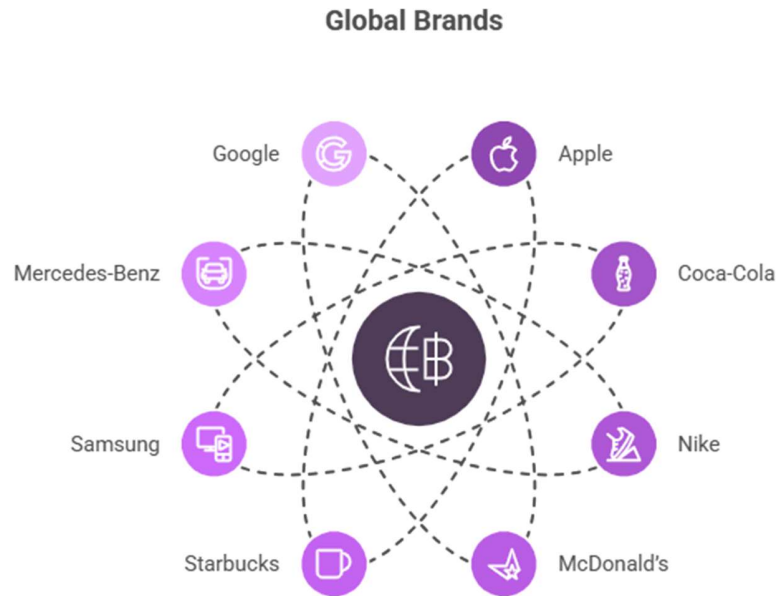 Global Brands
Google
Apple
Mercedes-Benz
Coca-Cola
Samsung
Nike
Starbucks
McDonald's